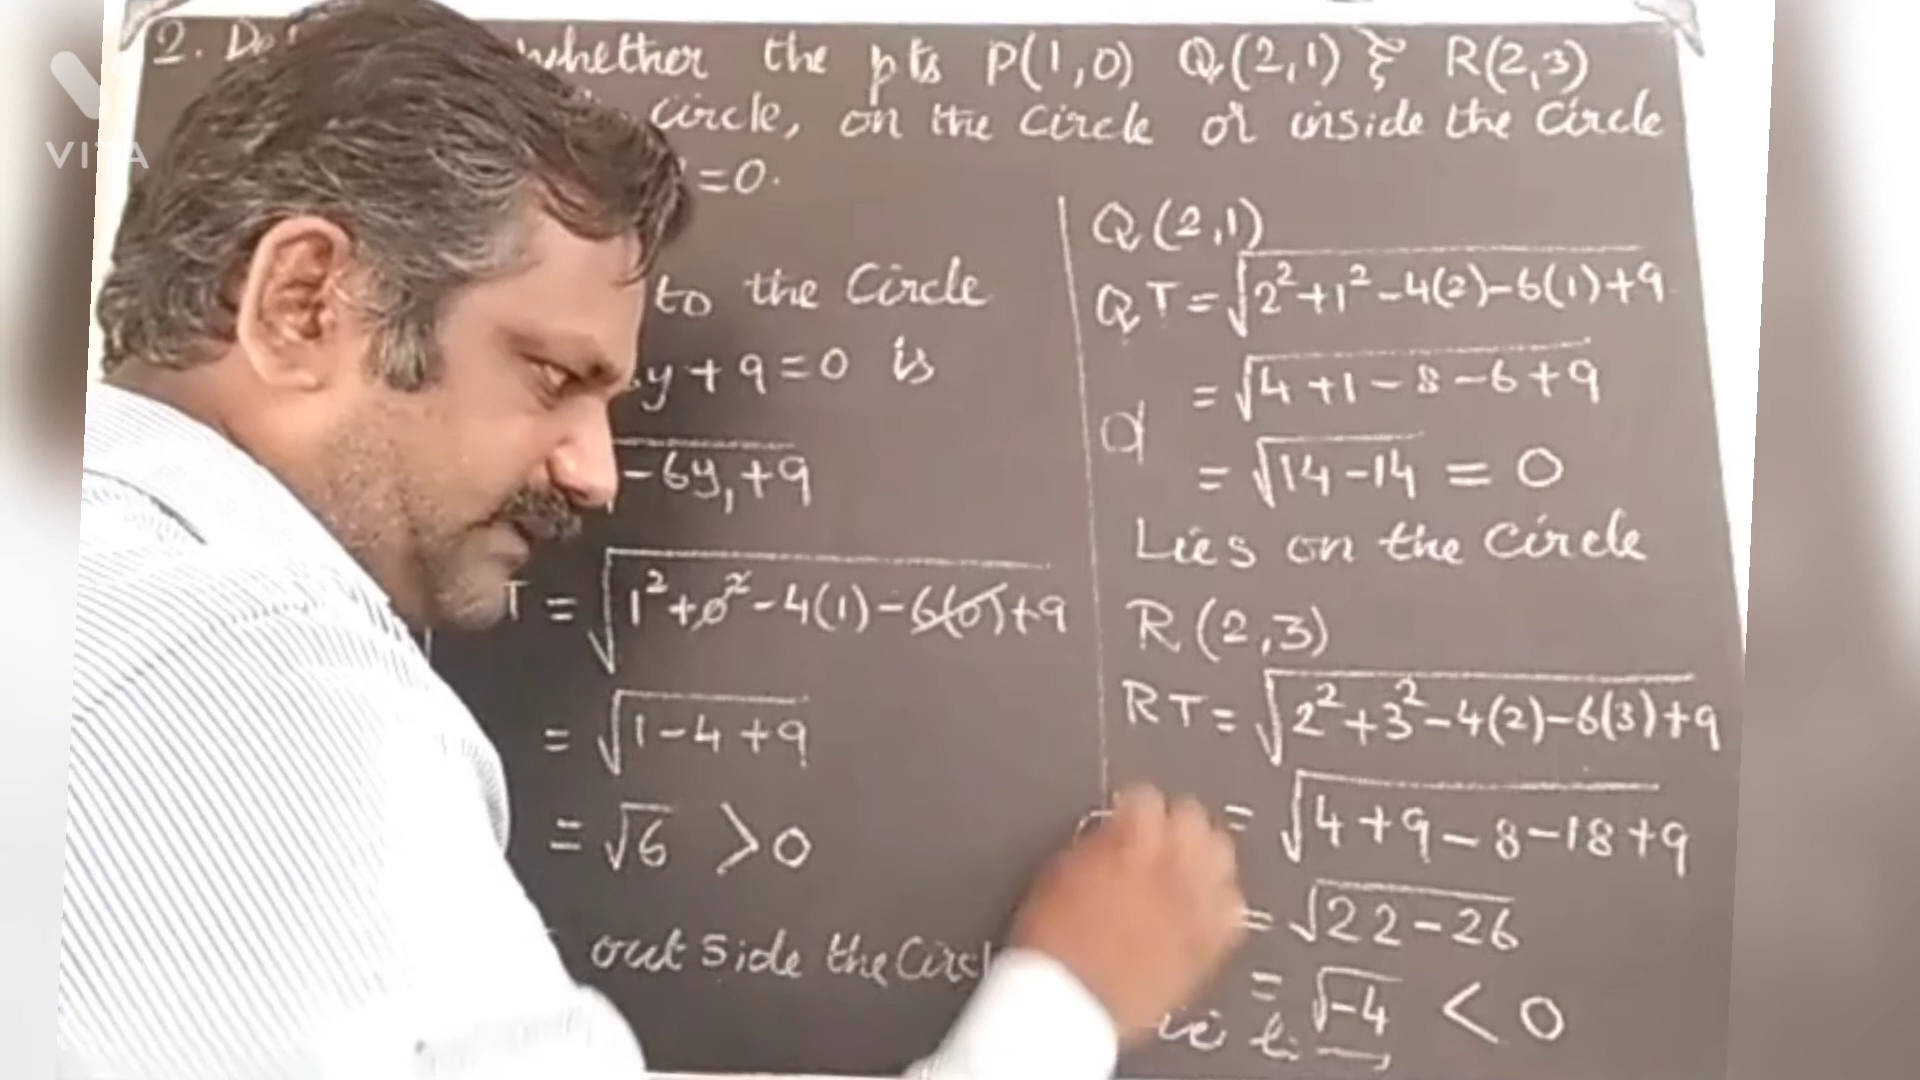 2. De whether the pts P(1,0) Q(2,1) & R(2,3)
circle, on the circle or inside the circle
=0.
to the Circle
y+9=0 is
-6y₁+9
T = √1²+0²-4(1)-6(0)+9
= √1-4+9
= √6 >0
outside the Circl
Q(2,1)
QT = √2²+1²-4(2)-6(1)+9
= √4+1-8-6+9
= √14-14 = 0
Lies on the Circle
R(2,3)
RT = √2²+3²-4(2)-6(3)+9
= √4+9-8-18+9
= √22-26
= √-4 < 0
VITA